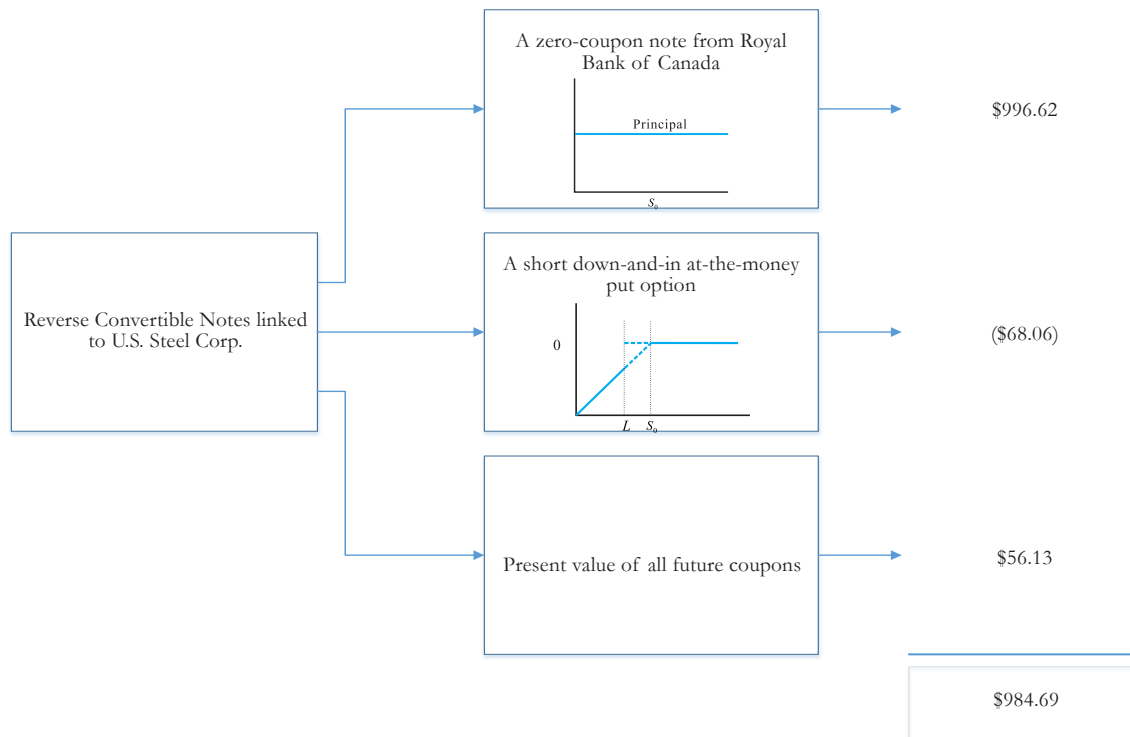 A zero-coupon note from Royal
Bank of Canada
Principal
S₀
$996.62
Reverse Convertible Notes linked
to U.S. Steel Corp.
A short down-and-in at-the-money
put option
0
L S₀
($68.06)
Present value of all future coupons
$56.13
$984.69